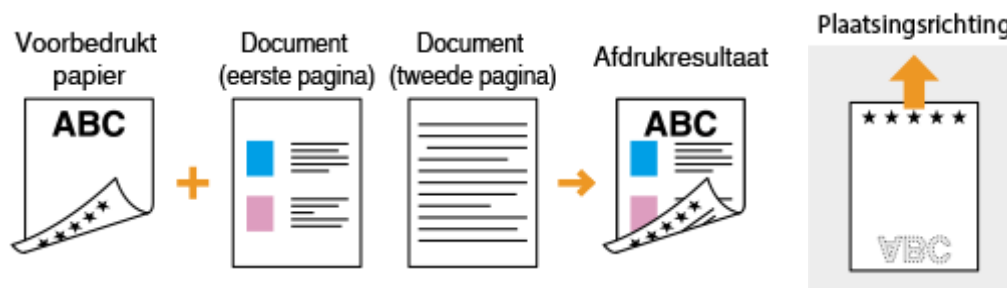 Voorbedrukt
papier
Document
(eerste pagina)
Document
(tweede pagina)
Afdrukresultaat
Plaatsingsrichting
ABC
ABC
ABC